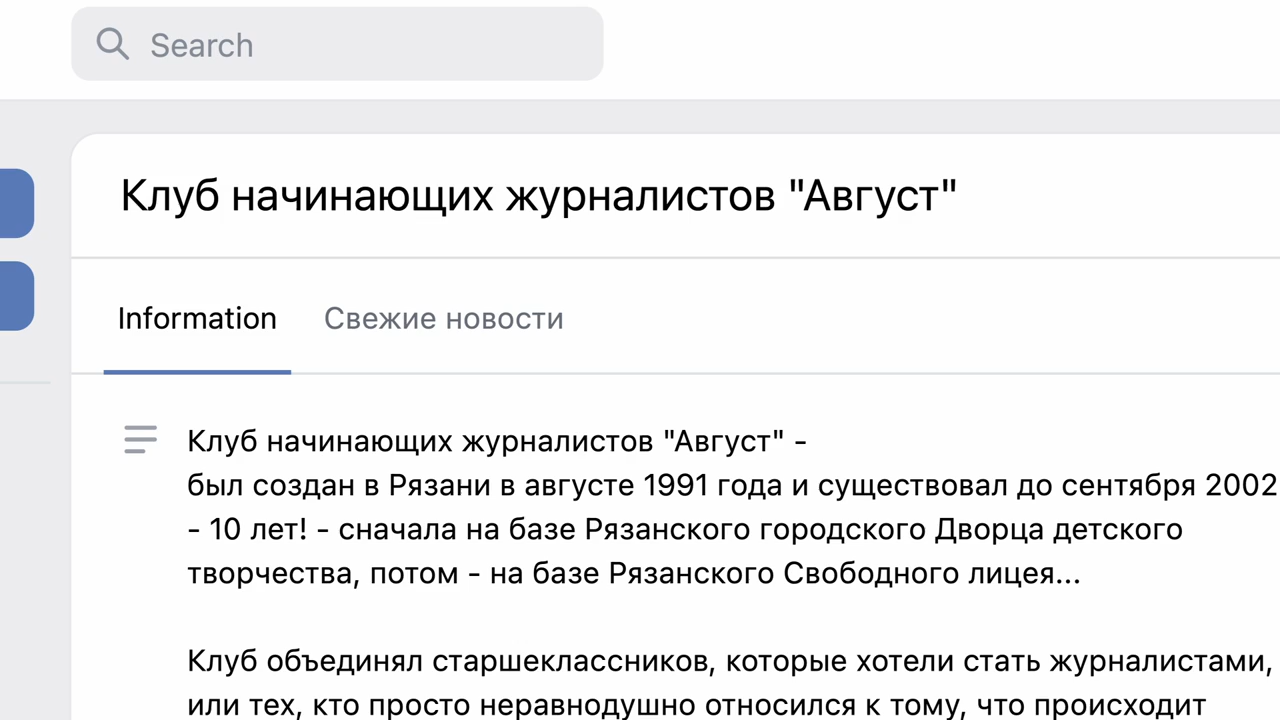 Search
Клуб начинающих журналистов "Август"
Information Свежие новости
Клуб начинающих журналистов "Август" -
был создан в Рязани в августе 1991 года и существовал до сентября 2002
- 10 лет! - сначала на базе Рязанского городского Дворца детского
творчества, потом - на базе Рязанского Свободного лицея...
Клуб объединял старшеклассников, которые хотели стать журналистами,
или тех, кто просто неравнодушно относился к тому, что происходит